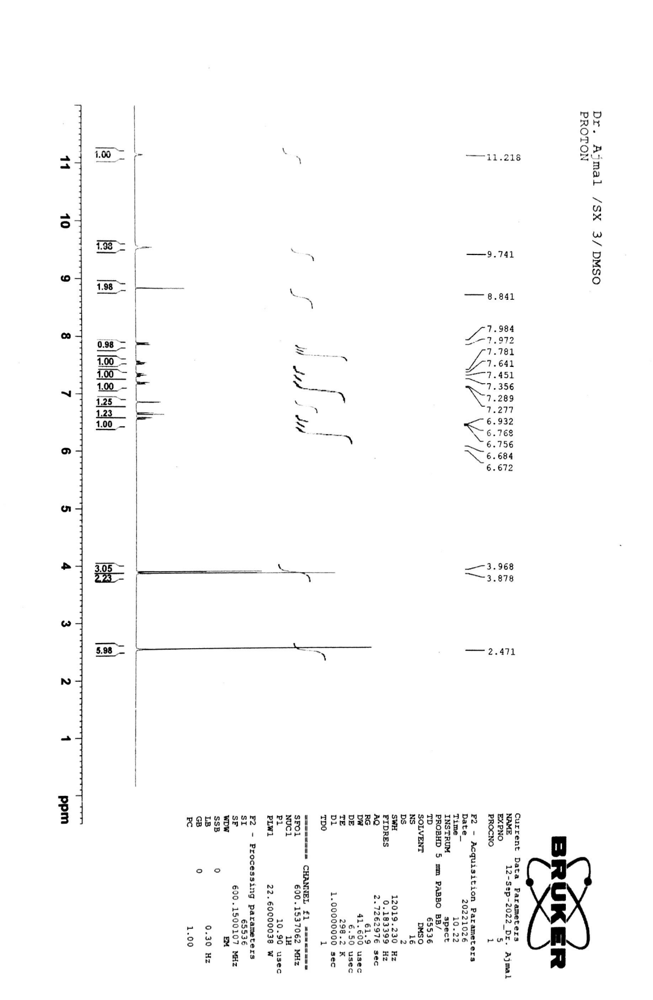 Dr. Ajmal /SX 3/ DMSO
PROTON
BRUKER
11.218
9.741
8.841
7.984
7.972
7.781
7.641
7.451
7.356
7.289
7.277
6.932
6.768
6.756
6.684
6.672
3.968
3.878
2.471
1.00
1.98
1.98
0.98
1.00
1.00
1.00
1.25
1.23
1.00
3.05
2.23
5.98
11 10 9 8 7 6 5 4 3 2 1 ppm
Current Data Parameters
NAME 12-Sep-2022_Dr. Ajmal
EXPNO 5
PROCNO 1
F2 - Acquisition Parameters
Date_ 20221026
Time 10.22
INSTRUM spect
PROBHD 5 mm PABBO BB/
TD 65536
SOLVENT DMSO
NS 16
DS 2
SWH 12019.230 Hz
FIDRES 0.183399 Hz
AQ 2.7262976 sec
RG 61.9
DW 41.600 usec
DE 6.50 usec
TE 298.2 K
D1 1.00000000 sec
TD0 1
======== CHANNEL f1 ========
SFO1 600.1537062 MHz
NUC1 1H
P1 10.90 usec
PLW1 22.60000038 W
F2 - Processing parameters
SI 65536
SF 600.1500107 MHz
WDW EM
SSB 0
LB 0.30 Hz
GB 0
PC 1.00